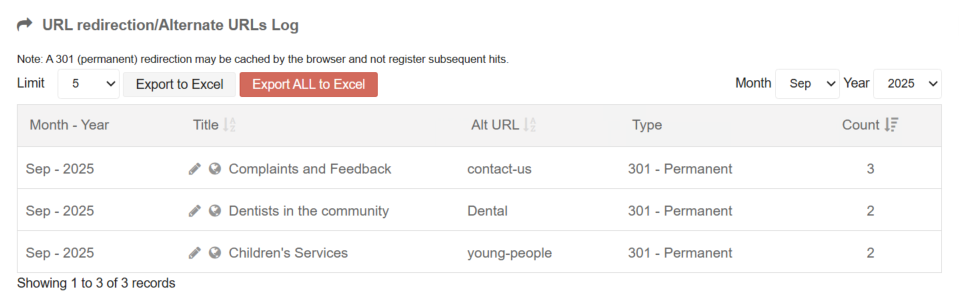 URL redirection/Alternate URLs Log
Note: A 301 (permanent) redirection may be cached by the browser and not register subsequent hits.
Limit 5 Export to Excel Export ALL to Excel Month Sep Year 2025
Month - Year Title Alt URL Type Count
Sep - 2025 Complaints and Feedback contact-us 301 - Permanent 3
Sep - 2025 Dentists in the community Dental 301 - Permanent 2
Sep - 2025 Children's Services young-people 301 - Permanent 2
Showing 1 to 3 of 3 records